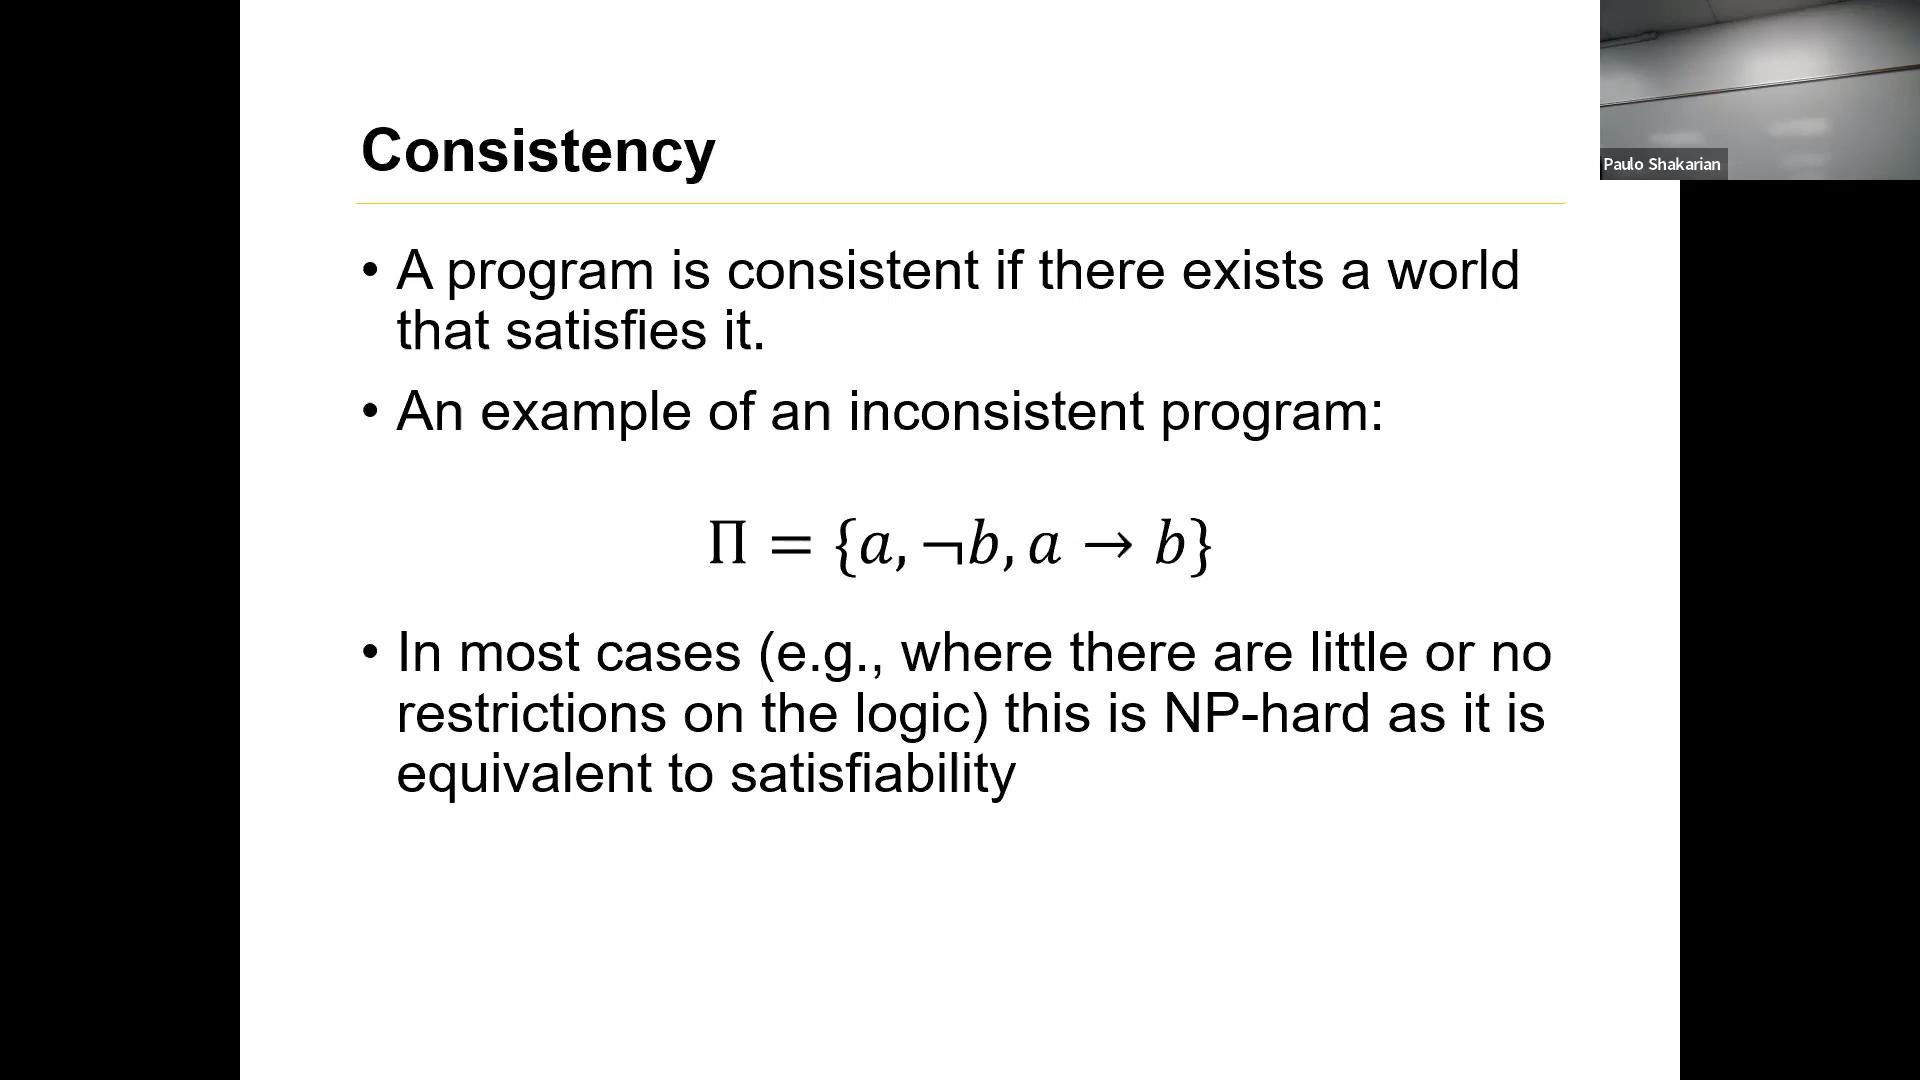 Consistency
• A program is consistent if there exists a world
that satisfies it.
• An example of an inconsistent program:
Π = {a, ¬b, a → b}
• In most cases (e.g., where there are little or no
restrictions on the logic) this is NP-hard as it is
equivalent to satisfiability
Paulo Shakarian